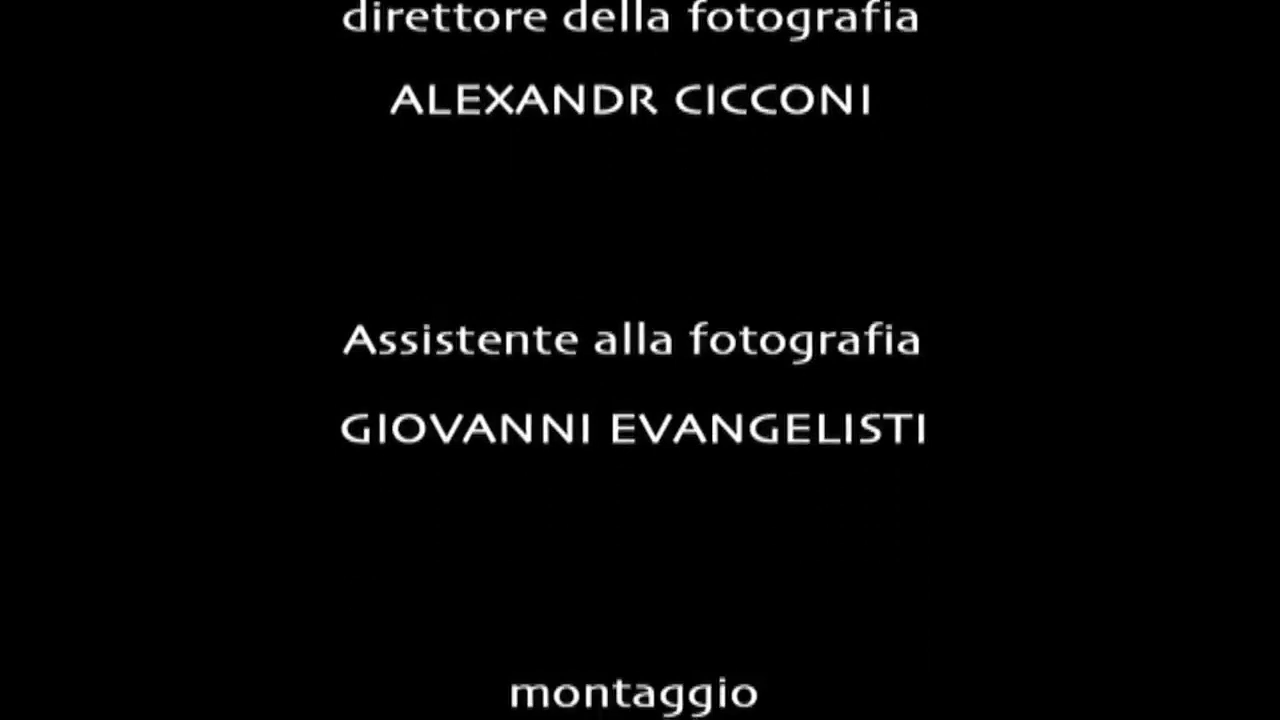 direttore della fotografia
ALEXANDR CICCONI
Assistente alla fotografia
GIOVANNI EVANGELISTI
montaggio